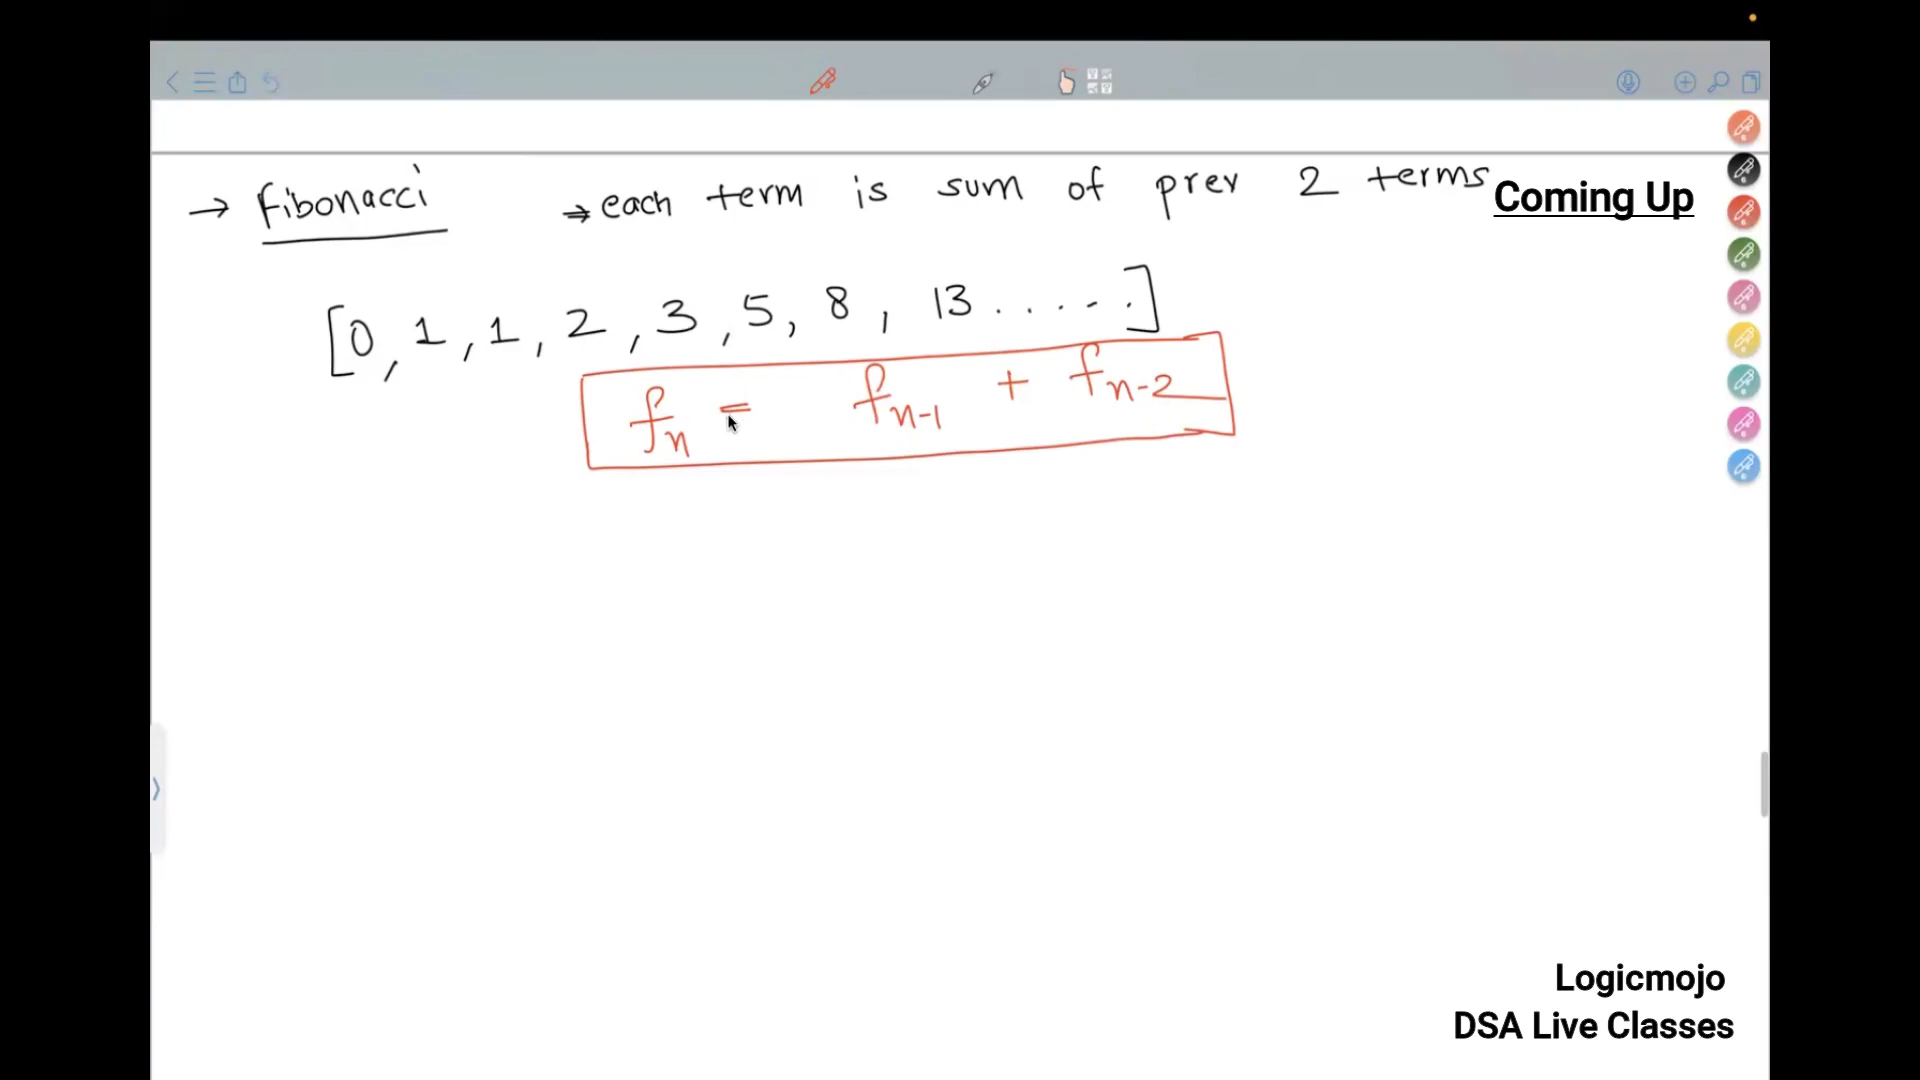 → Fibonacci ⇒ each term is sum of prev 2 terms
Coming Up
[0, 1, 1, 2, 3, 5, 8, 13.....]
fn = fn-1 + fn-2
Logicmojo
DSA Live Classes